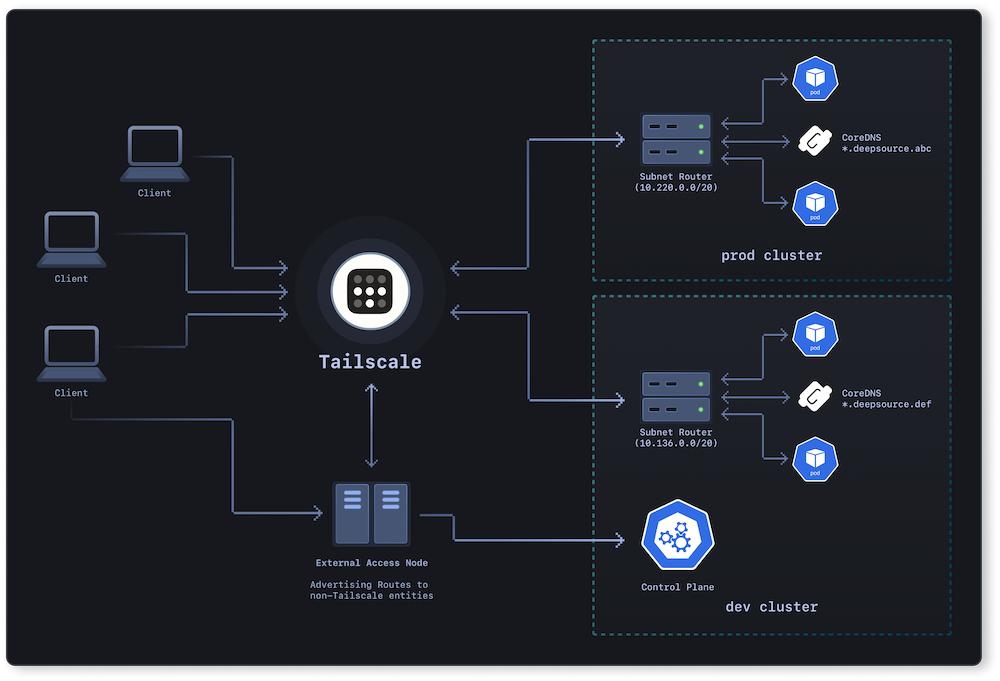 pod
CoreDNS
*.deepsource.abc
Subnet Router
(10.220.0.0/20)
pod
prod cluster
Client
Client
Client
Tailscale
pod
CoreDNS
*.deepsource.def
Subnet Router
(10.136.0.0/20)
pod
Control Plane
dev cluster
External Access Node
Advertising Routes to
non-Tailscale entities